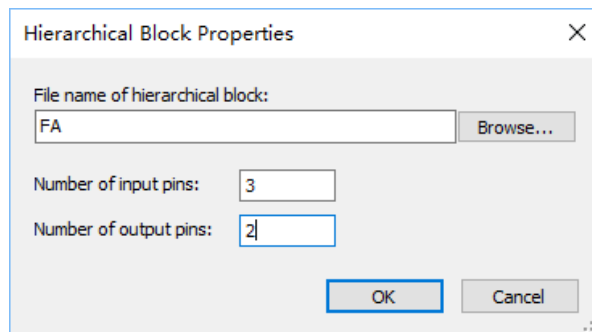 Hierarchical Block Properties
File name of hierarchical block:
FA
Browse...
Number of input pins:
3
Number of output pins:
2
OK
Cancel